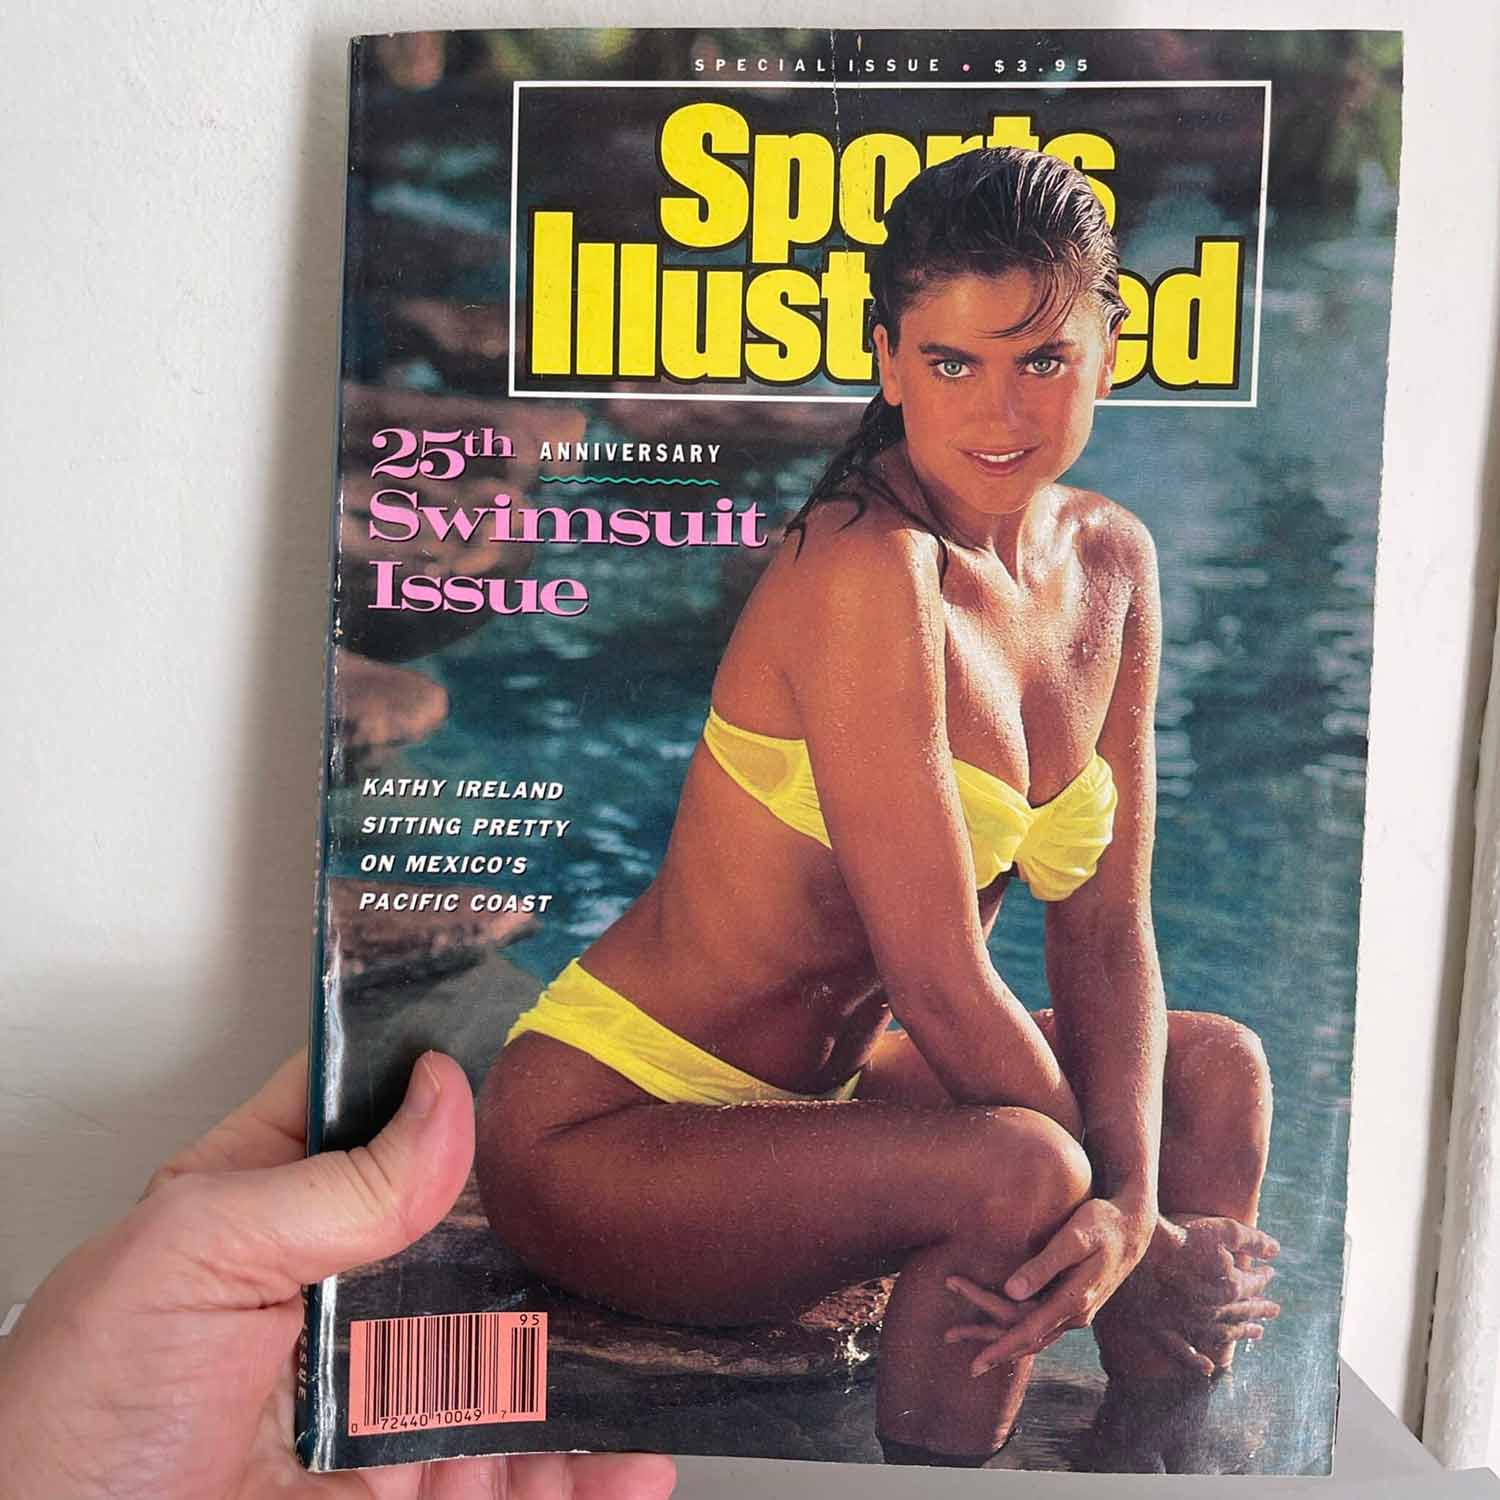 SPECIAL ISSUE • $3.95
Sports
Illustrated
25th ANNIVERSARY
Swimsuit
Issue
KATHY IRELAND
SITTING PRETTY
ON MEXICO'S
PACIFIC COAST
95
0 72440 10049 7
ISSUE